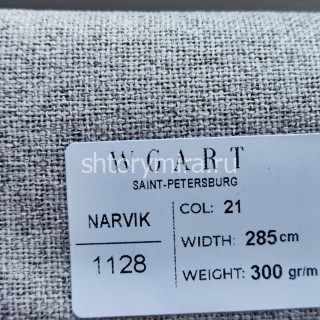 WGART
SAINT-PETERSBURG
NARVIK
1128
COL: 21
WIDTH: 285 cm
WEIGHT: 300 gr/m
shtorymira.ru